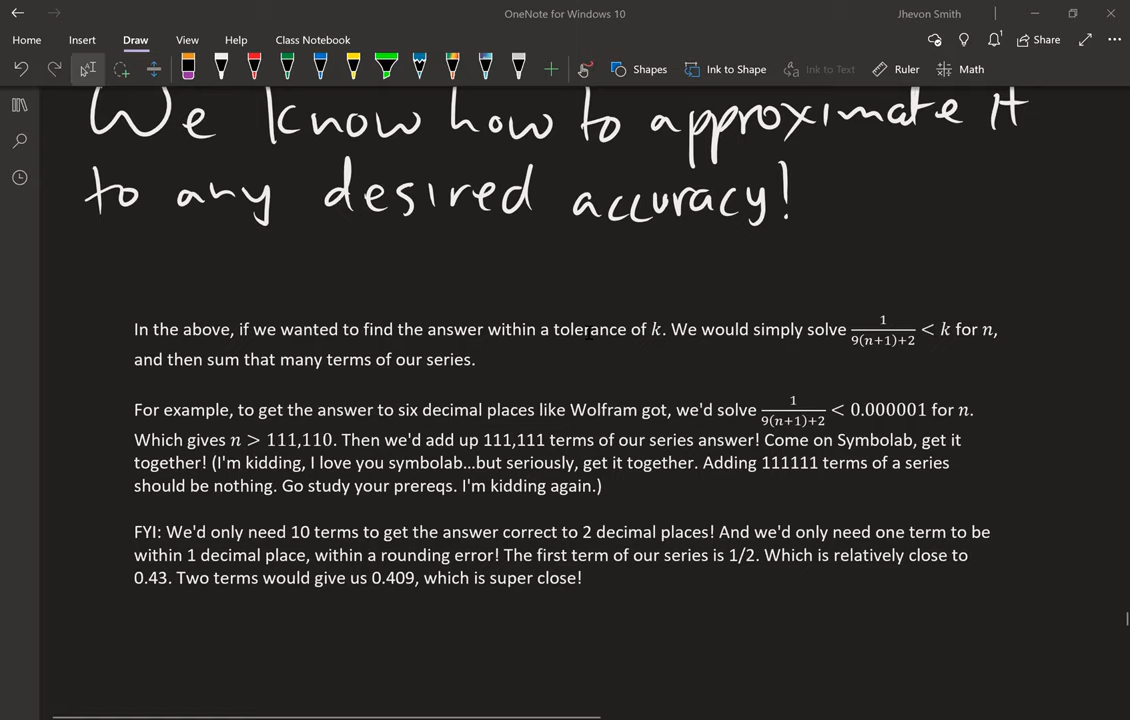 OneNote for Windows 10
Jhevon Smith
Home Insert Draw View Help Class Notebook
Share
Shapes Ink to Shape Ink to Text Ruler Math
We know how to approximate it
to any desired accuracy!
In the above, if we wanted to find the answer within a tolerance of k. We would simply solve 1/(9(n+1)+2) < k for n,
and then sum that many terms of our series.
For example, to get the answer to six decimal places like Wolfram got, we'd solve 1/(9(n+1)+2) < 0.000001 for n.
Which gives n > 111,110. Then we'd add up 111,111 terms of our series answer! Come on Symbolab, get it
together! (I'm kidding, I love you symbolab...but seriously, get it together. Adding 111111 terms of a series
should be nothing. Go study your prereqs. I'm kidding again.)
FYI: We'd only need 10 terms to get the answer correct to 2 decimal places! And we'd only need one term to be
within 1 decimal place, within a rounding error! The first term of our series is 1/2. Which is relatively close to
0.43. Two terms would give us 0.409, which is super close!